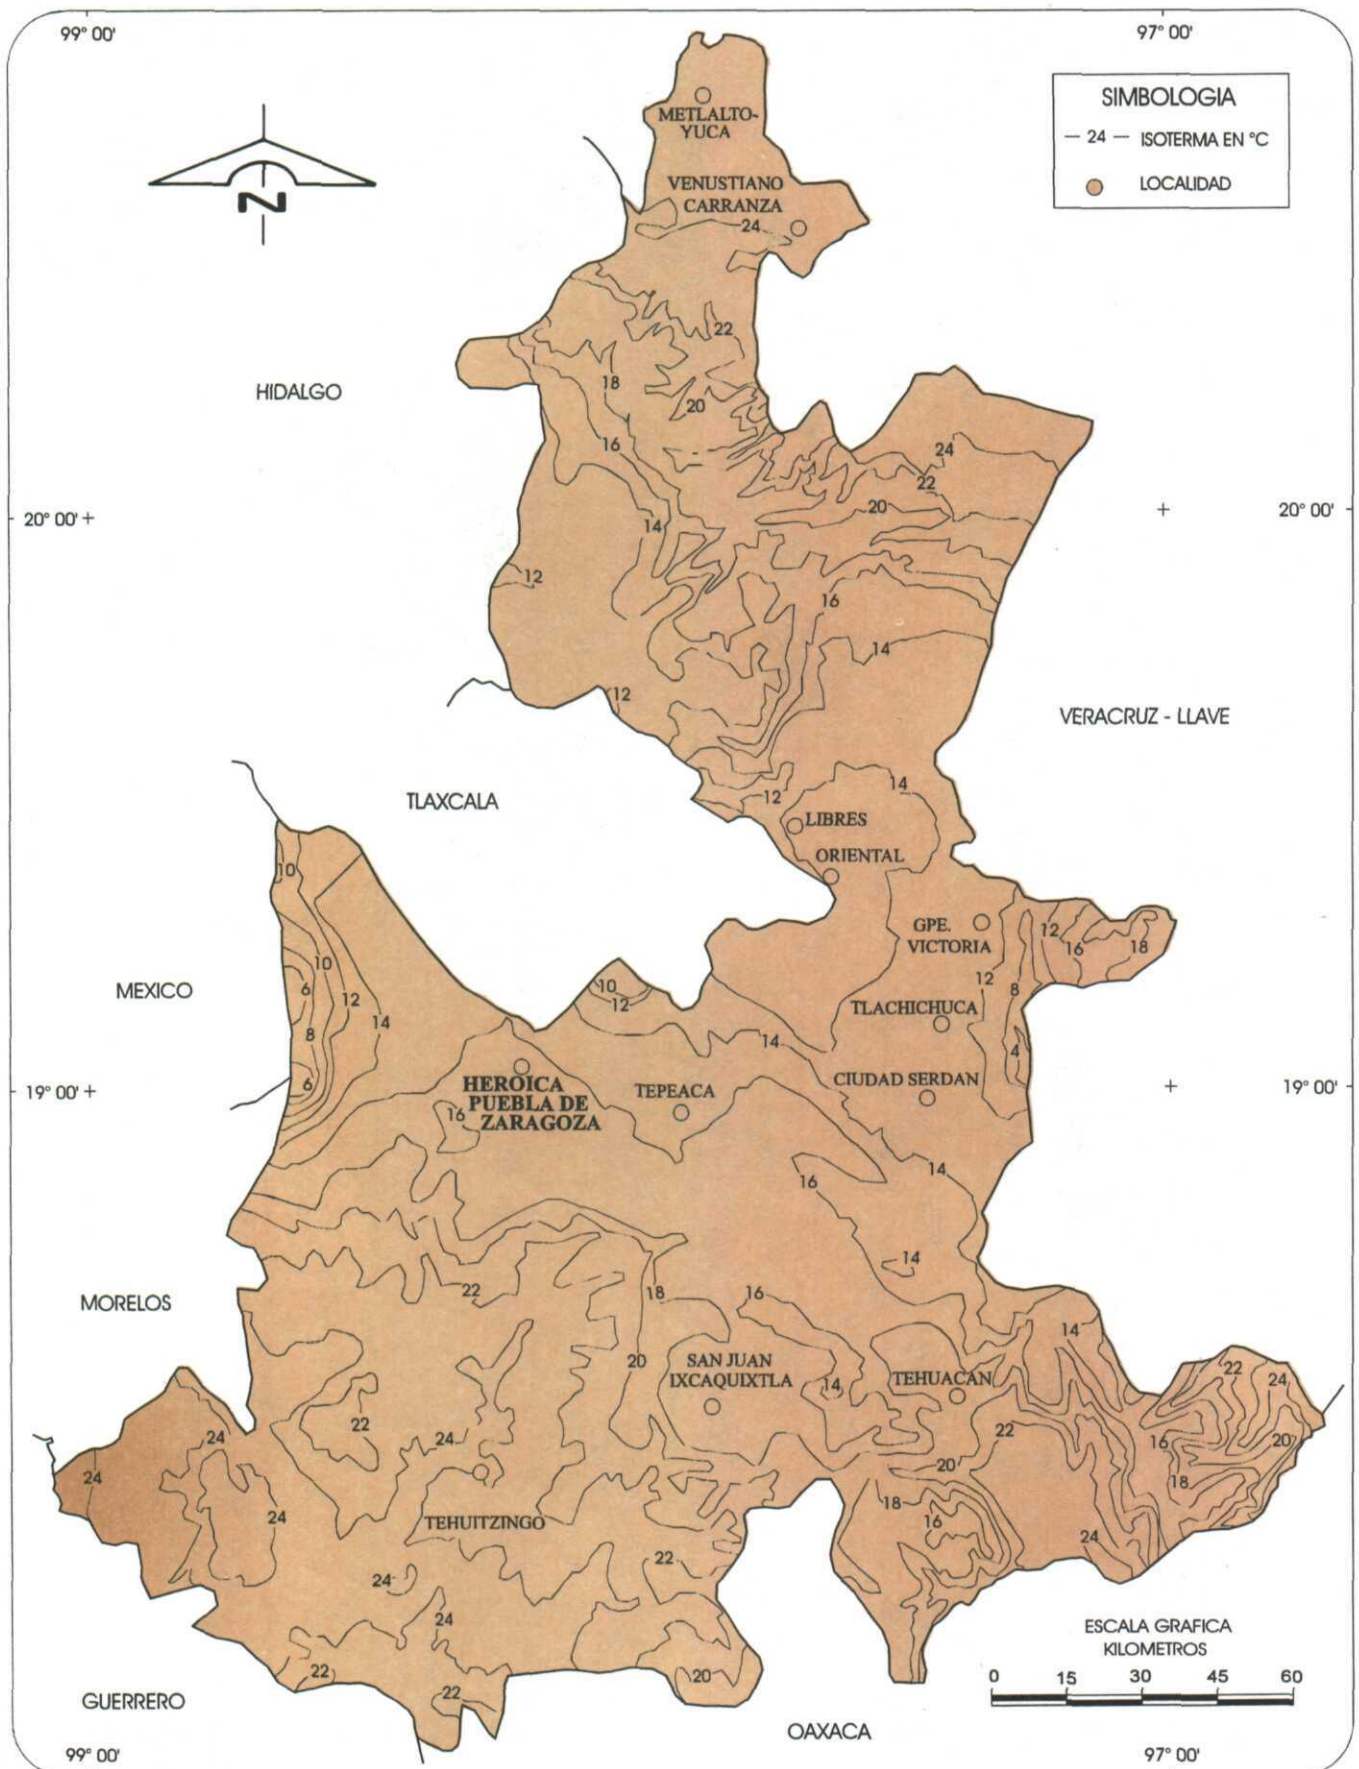 99° 00'
97° 00'
SIMBOLOGIA
— 24 — ISOTERMA EN °C
LOCALIDAD
N
METLALTO-
YUCA
VENUSTIANO
CARRANZA
24
22
HIDALGO
18
20
16
24
22
20° 00'
20
20° 00'
14
12
16
14
12
VERACRUZ - LLAVE
TLAXCALA
12
14
LIBRES
ORIENTAL
10
GPE.
VICTORIA
12
16
18
10
MEXICO
6
12
10
12
12
8
TLACHICHUCA
14
8
14
4
6
19° 00'
HEROICA
PUEBLA DE
ZARAGOZA
16
TEPEACA
CIUDAD SERDAN
19° 00'
14
16
14
22
18
16
MORELOS
14
20
SAN JUAN
IXCAQUIXTLA
14
TEHUACAN
22
24
22
24
24
22
16
20
24
20
18
24
TEHUITZINGO
18
16
24
22
24
24
ESCALA GRAFICA
KILOMETROS
22
20
0 15 30 45 60
22
GUERRERO
OAXACA
99° 00'
97° 00'